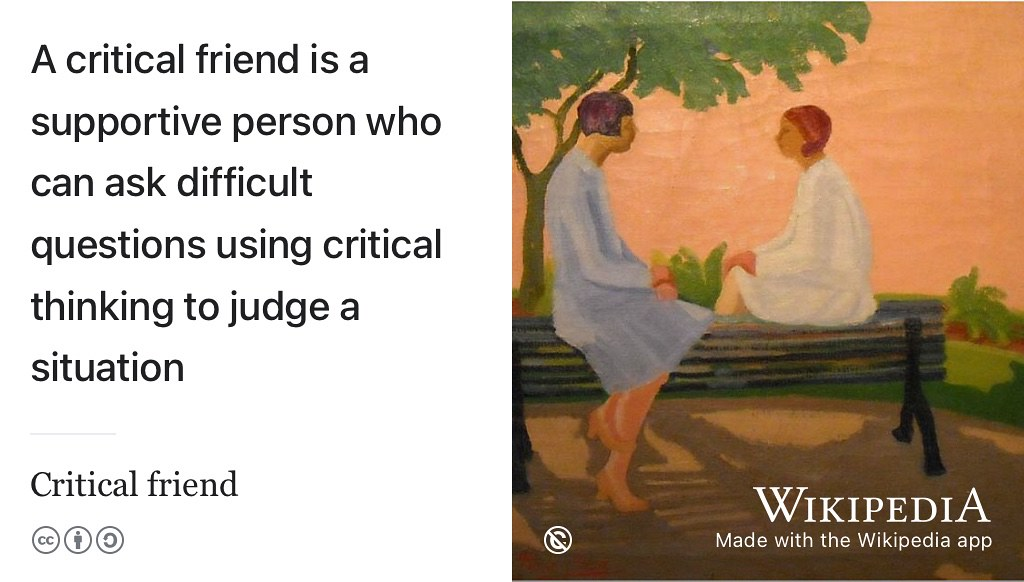 A critical friend is a
supportive person who
can ask difficult
questions using critical
thinking to judge a
situation
Critical friend
cc
WIKIPEDIA
Made with the Wikipedia app